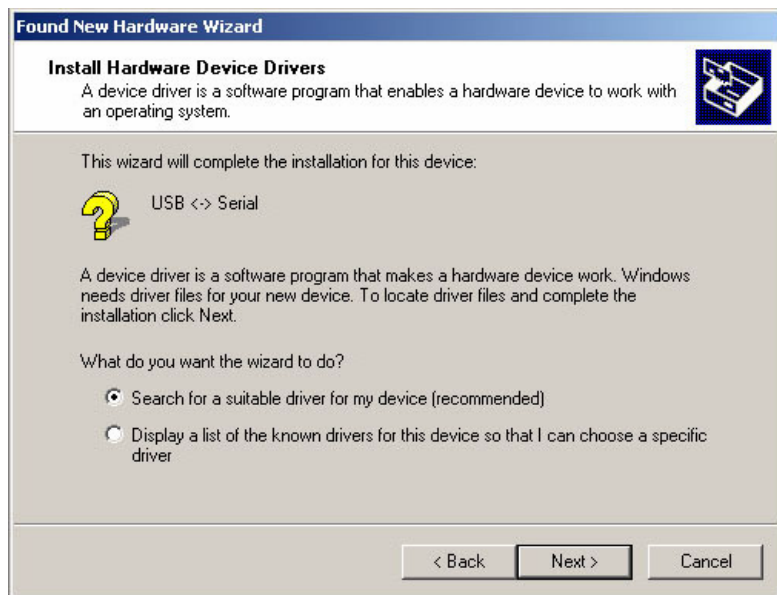 Found New Hardware Wizard
Install Hardware Device Drivers
A device driver is a software program that enables a hardware device to work with
an operating system.
This wizard will complete the installation for this device:
USB <-> Serial
A device driver is a software program that makes a hardware device work. Windows
needs driver files for your new device. To locate driver files and complete the
installation click Next.
What do you want the wizard to do?
Search for a suitable driver for my device (recommended)
Display a list of the known drivers for this device so that I can choose a specific
driver
< Back Next > Cancel